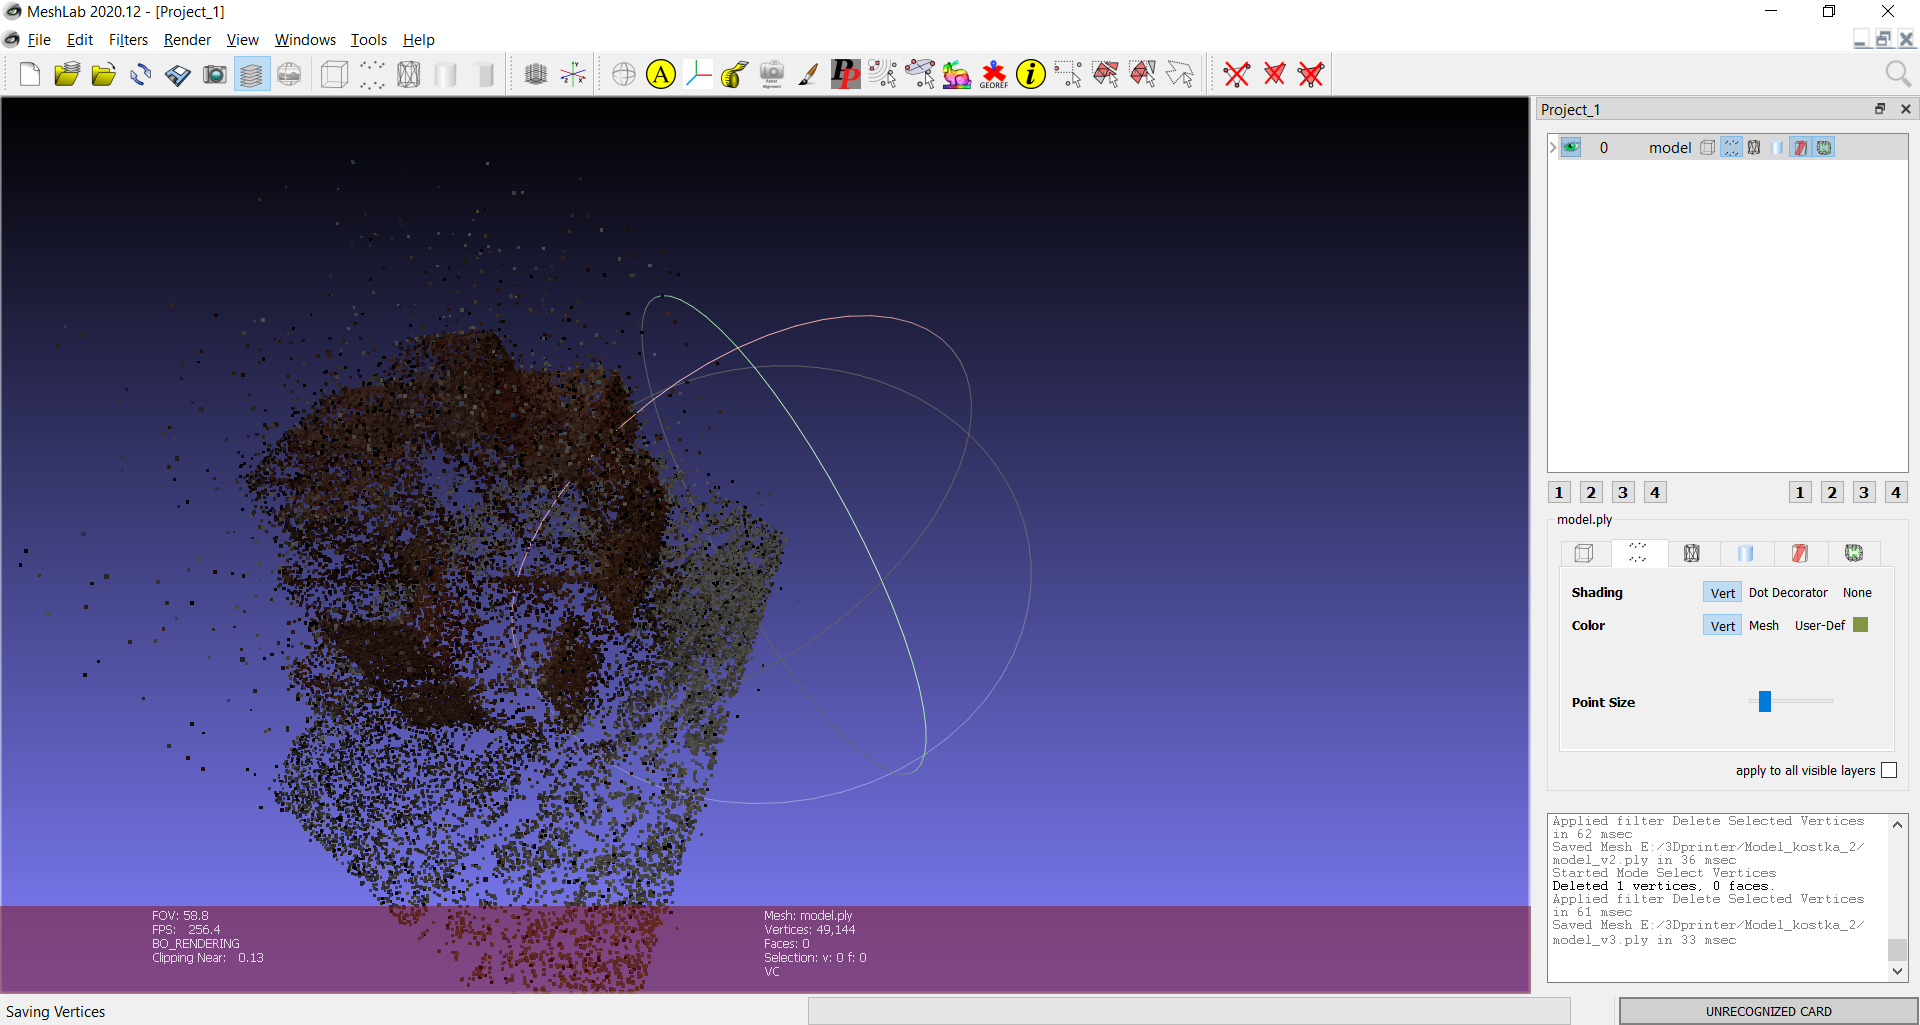 MeshLab 2020.12 - [Project_1]
File Edit Filters Render View Windows Tools Help
A
PP
GEOREF
i
Project_1
0 model
1 2 3 4 1 2 3 4
model.ply
Shading Vert Dot Decorator None
Color Vert Mesh User-Def
Point Size
apply to all visible layers
Applied filter Delete Selected Vertices
in 62 msec
Saved Mesh E:/3Dprinter/Model_kostka_2/
model_v2.ply in 36 msec
Started Mode Select Vertices
Deleted 1 vertices, 0 faces.
Applied filter Delete Selected Vertices
in 61 msec
Saved Mesh E:/3Dprinter/Model_kostka_2/
model_v3.ply in 33 msec
FOV: 58.8
FPS: 256.4
BO_RENDERING
Clipping Near: 0.13
Mesh: model.ply
Vertices: 49,144
Faces: 0
Selection: v: 0 f: 0
VC
Saving Vertices
UNRECOGNIZED CARD